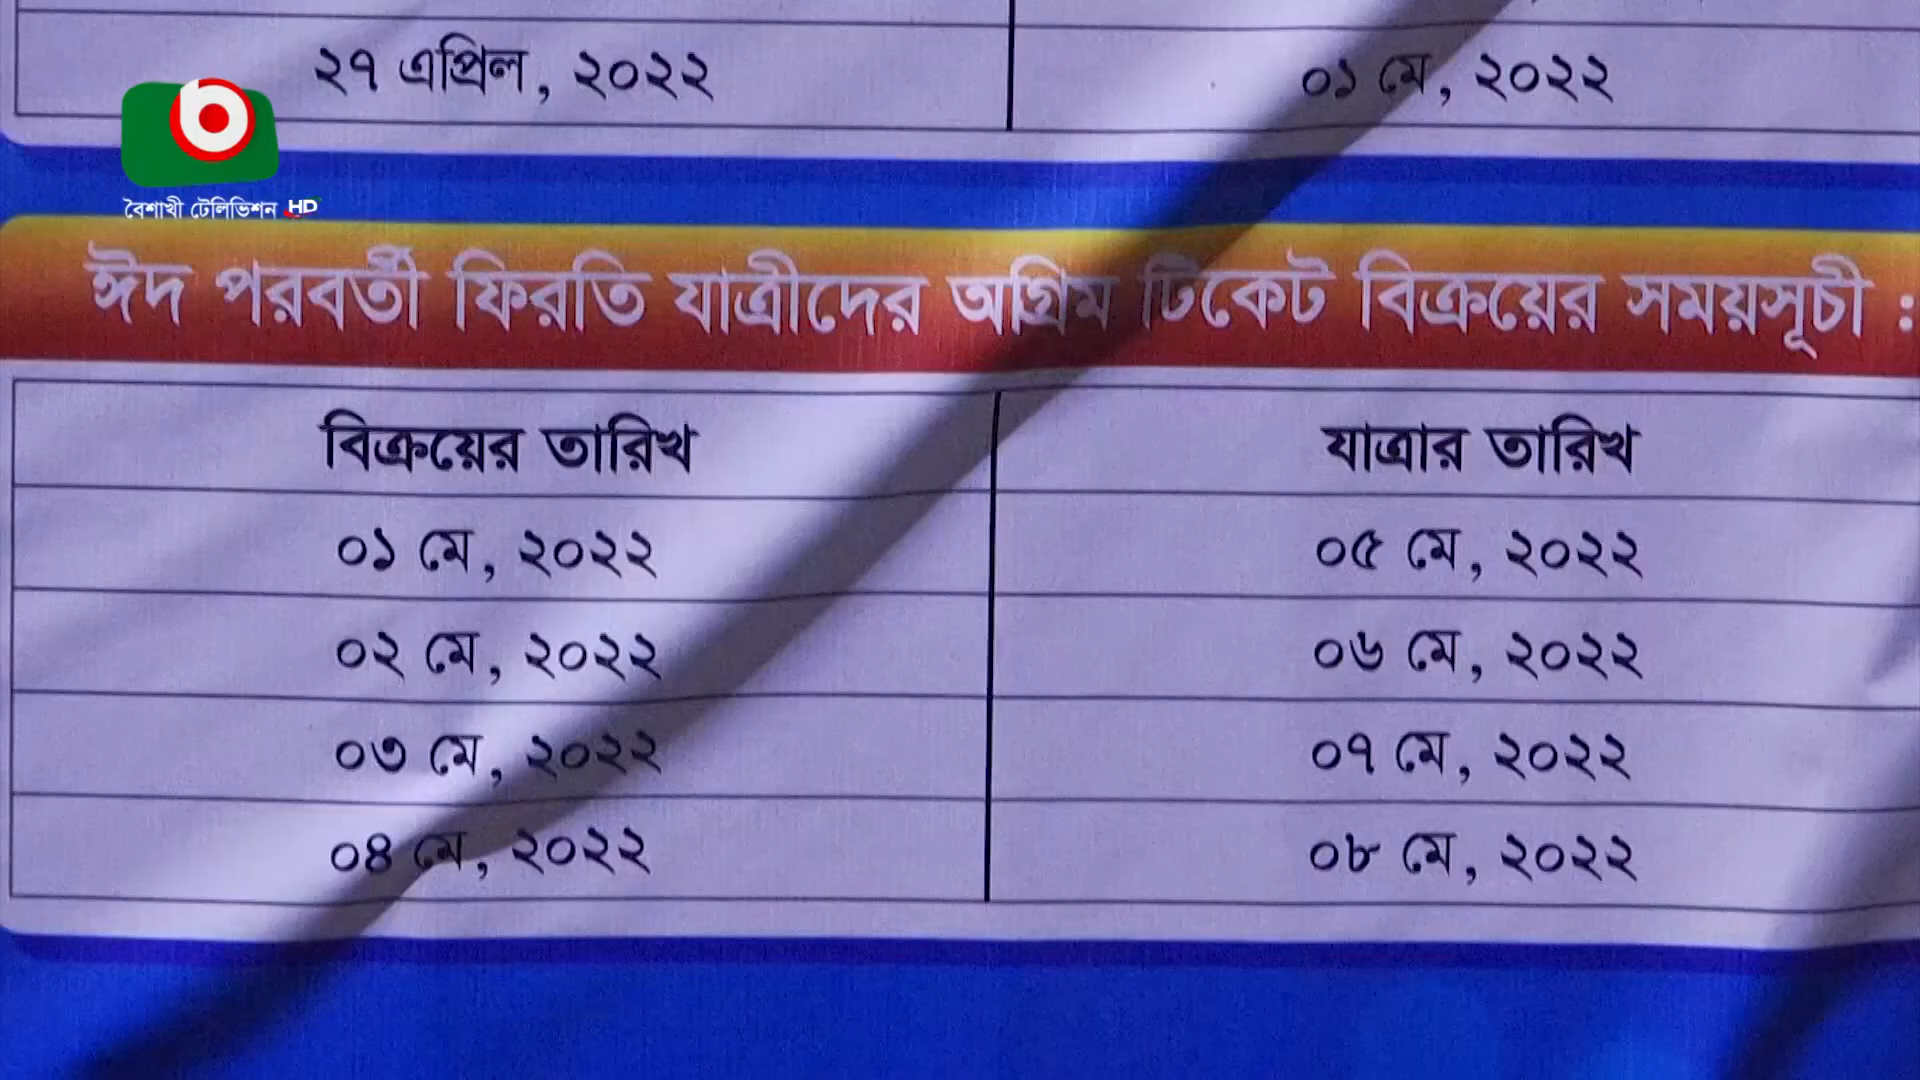 ২৭ এপ্রিল, ২০২২ ০১ মে, ২০২২
বৈশাখী টেলিভিশন HD
ঈদ পরবর্তী ফিরতি যাত্রীদের অগ্রিম টিকেট বিক্রয়ের সময়সূচী :
বিক্রয়ের তারিখ যাত্রার তারিখ
০১ মে, ২০২২ ০৫ মে, ২০২২
০২ মে, ২০২২ ০৬ মে, ২০২২
০৩ মে, ২০২২ ০৭ মে, ২০২২
০৪ মে, ২০২২ ০৮ মে, ২০২২